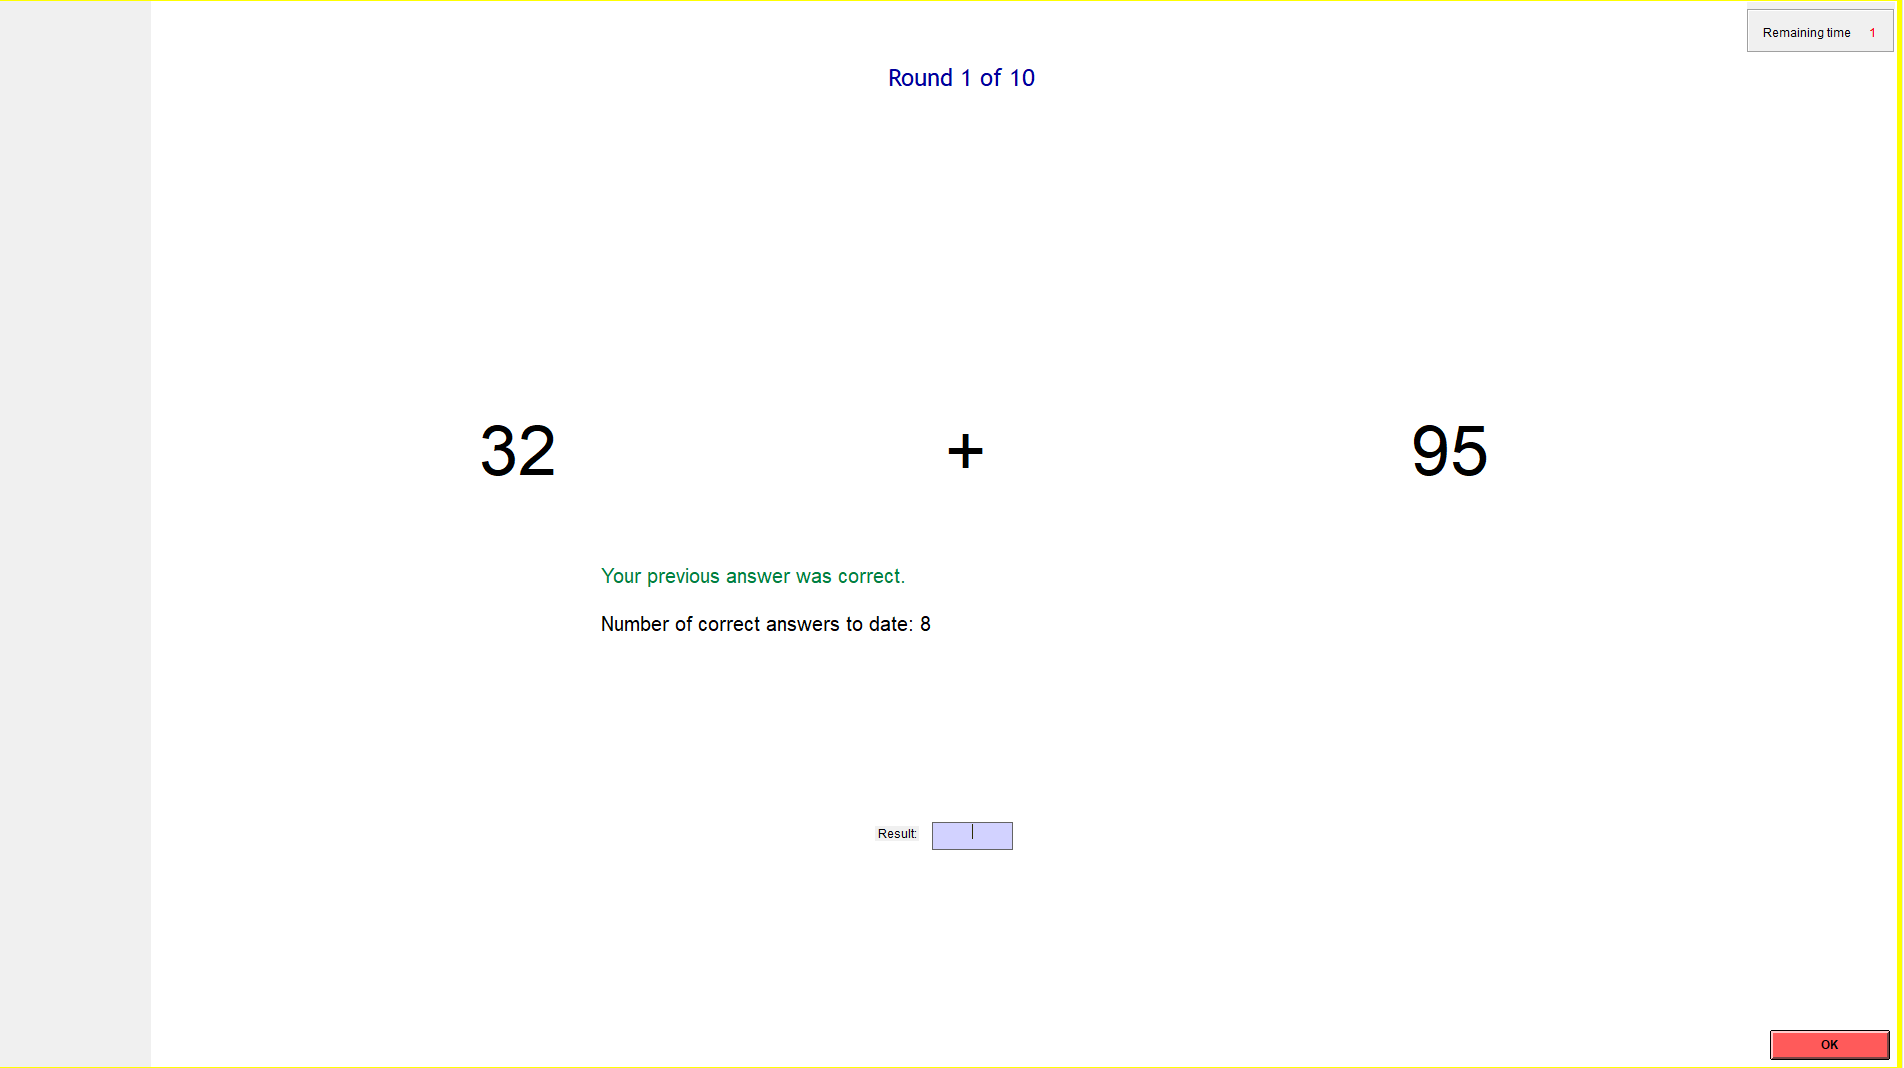 Remaining time 1
Round 1 of 10
32 + 95
Your previous answer was correct.
Number of correct answers to date: 8
Result:
OK